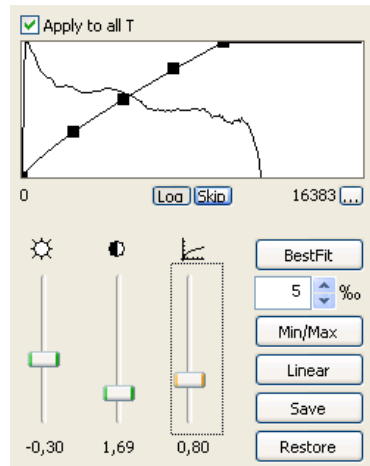 Apply to all T
0 Log Skip 16383 ...
BestFit
5 ‰
Min/Max
Linear
Save
-0,30 1,69 0,80 Restore